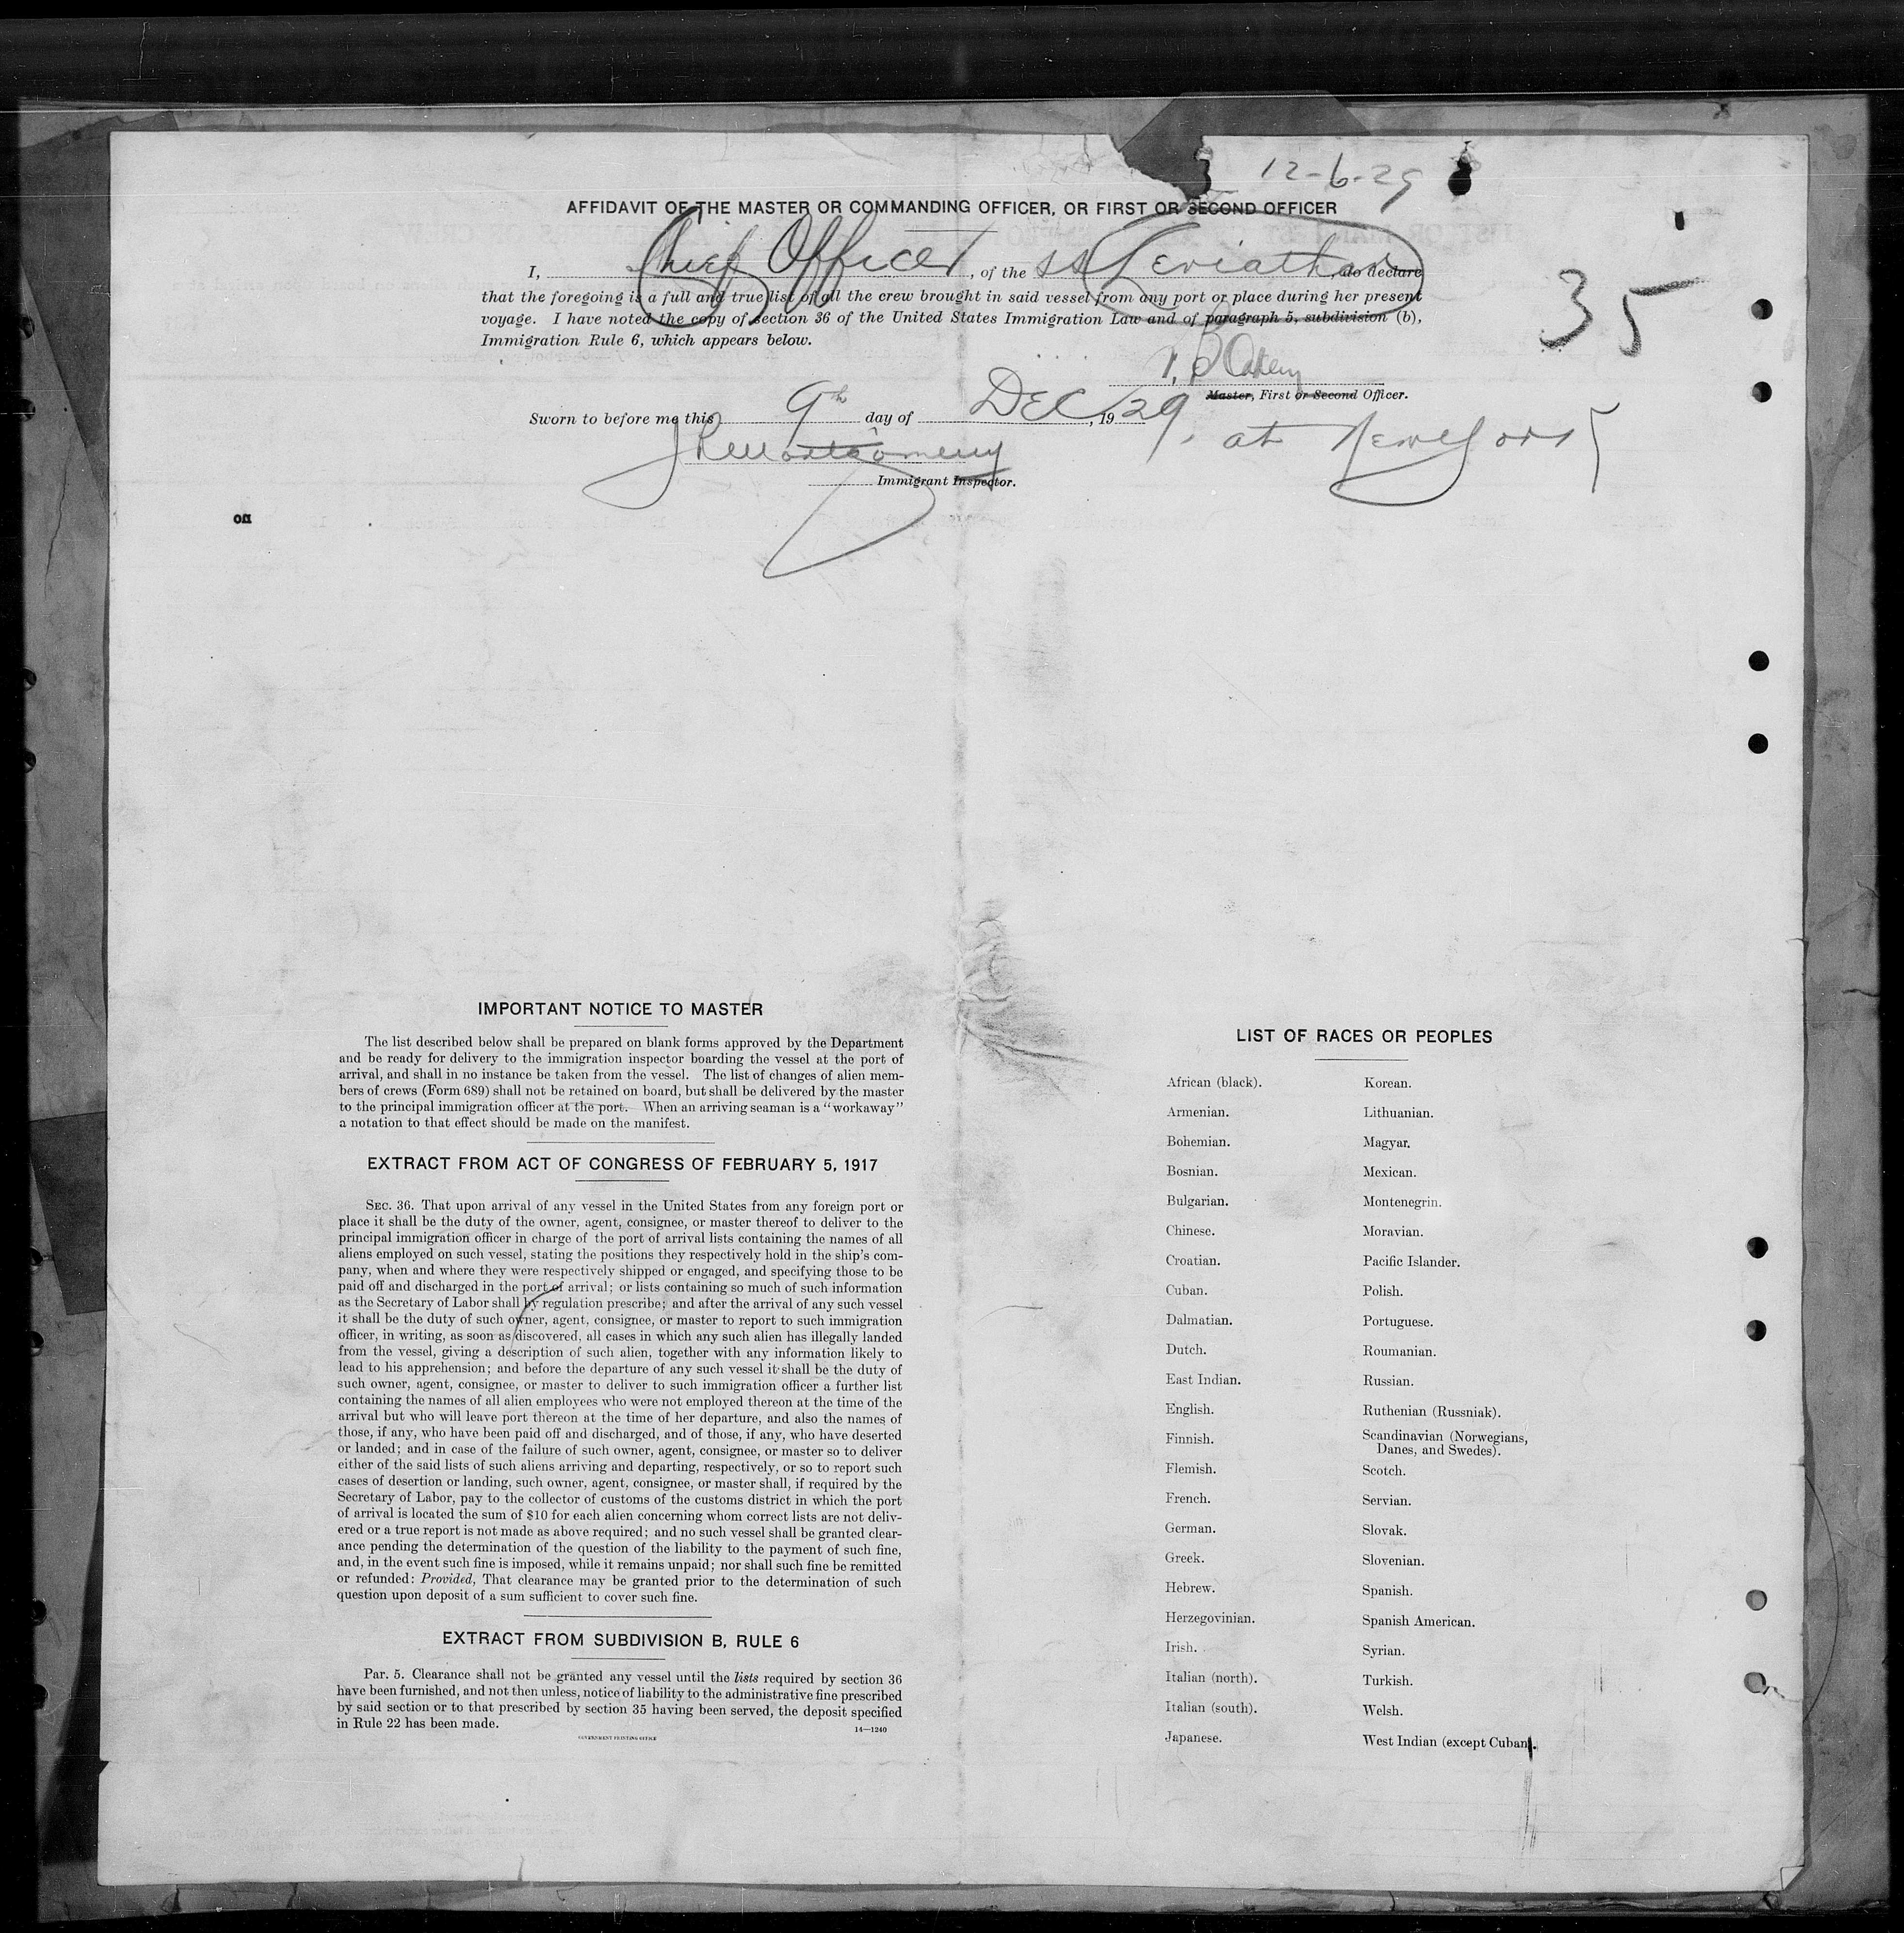 12-6-29
AFFIDAVIT OF THE MASTER OR COMMANDING OFFICER, OR FIRST OR SECOND OFFICER
I, Chief Officer, of the SS Leviathan, do declare
that the foregoing is a full and true list of all the crew brought in said vessel from any port or place during her present
voyage. I have noted the copy of section 36 of the United States Immigration Law and of paragraph 5, subdivision (b),
Immigration Rule 6, which appears below.
35
Master, First or Second Officer.
Sworn to before me this 9th day of DEC, 1929, at New York
Montgomery
Immigrant Inspector.
on
IMPORTANT NOTICE TO MASTER
The list described below shall be prepared on blank forms approved by the Department
and be ready for delivery to the immigration inspector boarding the vessel at the port of
arrival, and shall in no instance be taken from the vessel. The list of changes of alien mem-
bers of crews (Form 689) shall not be retained on board, but shall be delivered by the master
to the principal immigration officer at the port. When an arriving seaman is a "workaway"
a notation to that effect should be made on the manifest.
EXTRACT FROM ACT OF CONGRESS OF FEBRUARY 5, 1917
SEC. 36. That upon arrival of any vessel in the United States from any foreign port or
place it shall be the duty of the owner, agent, consignee, or master thereof to deliver to the
principal immigration officer in charge of the port of arrival lists containing the names of all
aliens employed on such vessel, stating the positions they respectively hold in the ship's com-
pany, when and where they were respectively shipped or engaged, and specifying those to be
paid off and discharged in the port of arrival; or lists containing so much of such information
as the Secretary of Labor shall by regulation prescribe; and after the arrival of any such vessel
it shall be the duty of such owner, agent, consignee, or master to report to such immigration
officer, in writing, as soon as discovered, all cases in which any such alien has illegally landed
from the vessel, giving a description of such alien, together with any information likely to
lead to his apprehension; and before the departure of any such vessel it shall be the duty of
such owner, agent, consignee, or master to deliver to such immigration officer a further list
containing the names of all alien employees who were not employed thereon at the time of the
arrival but who will leave port thereon at the time of her departure, and also the names of
those, if any, who have been paid off and discharged, and of those, if any, who have deserted
or landed; and in case of the failure of such owner, agent, consignee, or master so to deliver
either of the said lists of such aliens arriving and departing, respectively, or so to report such
cases of desertion or landing, such owner, agent, consignee, or master shall, if required by the
Secretary of Labor, pay to the collector of customs of the customs district in which the port
of arrival is located the sum of $10 for each alien concerning whom correct lists are not deliv-
ered or a true report is not made as above required; and no such vessel shall be granted clear-
ance pending the determination of the question of the liability to the payment of such fine,
and, in the event such fine is imposed, while it remains unpaid; nor shall such fine be remitted
or refunded: Provided, That clearance may be granted prior to the determination of such
question upon deposit of a sum sufficient to cover such fine.
EXTRACT FROM SUBDIVISION B, RULE 6
Par. 5. Clearance shall not be granted any vessel until the lists required by section 36
have been furnished, and not then unless, notice of liability to the administrative fine prescribed
by said section or to that prescribed by section 35 having been served, the deposit specified
in Rule 22 has been made.
14—1240
GOVERNMENT PRINTING OFFICE
LIST OF RACES OR PEOPLES
African (black). Korean.
Armenian. Lithuanian.
Bohemian. Magyar.
Bosnian. Mexican.
Bulgarian. Montenegrin.
Chinese. Moravian.
Croatian. Pacific Islander.
Cuban. Polish.
Dalmatian. Portuguese.
Dutch. Roumanian.
East Indian. Russian.
English. Ruthenian (Russniak).
Finnish. Scandinavian (Norwegians,
Danes, and Swedes).
Flemish. Scotch.
French. Servian.
German. Slovak.
Greek. Slovenian.
Hebrew. Spanish.
Herzegovinian. Spanish American.
Irish. Syrian.
Italian (north). Turkish.
Italian (south). Welsh.
Japanese. West Indian (except Cuban).